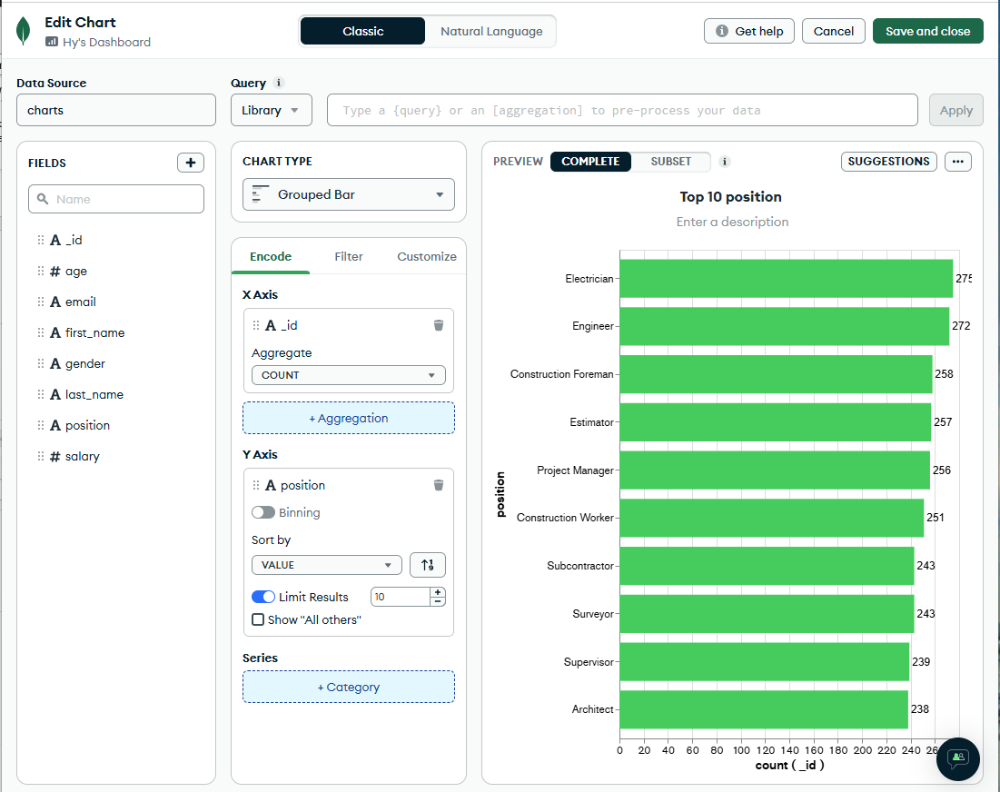 Edit Chart
Hy's Dashboard
Classic
Natural Language
Get help
Cancel
Save and close
Data Source
charts
Query i
Library
Type a {query} or an [aggregation] to pre-process your data
Apply
FIELDS
+
Name
A _id
# age
A email
A first_name
A gender
A last_name
A position
# salary
CHART TYPE
Grouped Bar
Encode
Filter
Customize
X Axis
A _id
Aggregate
COUNT
+ Aggregation
Y Axis
A position
Binning
Sort by
VALUE
Limit Results
10
Show "All others"
Series
+ Category
PREVIEW
COMPLETE
SUBSET
SUGGESTIONS
Top 10 position
Enter a description
position
Electrician 275
Engineer 272
Construction Foreman 258
Estimator 257
Project Manager 256
Construction Worker 251
Subcontractor 243
Surveyor 243
Supervisor 239
Architect 238
0 20 40 60 80 100 120 140 160 180 200 220 240
count ( _id )